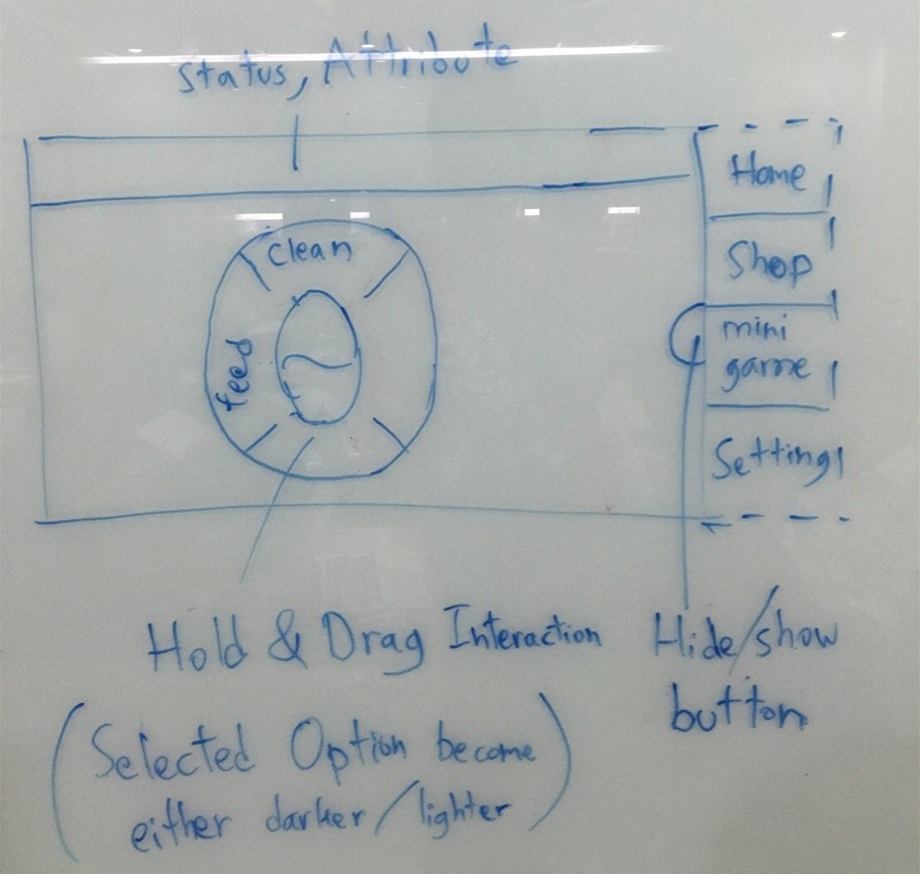 Status, Attribute
Home
Shop
mini
game
Setting
clean
feed
Hold & Drag Interaction
(Selected Option become
either darker/lighter)
Hide/show
button